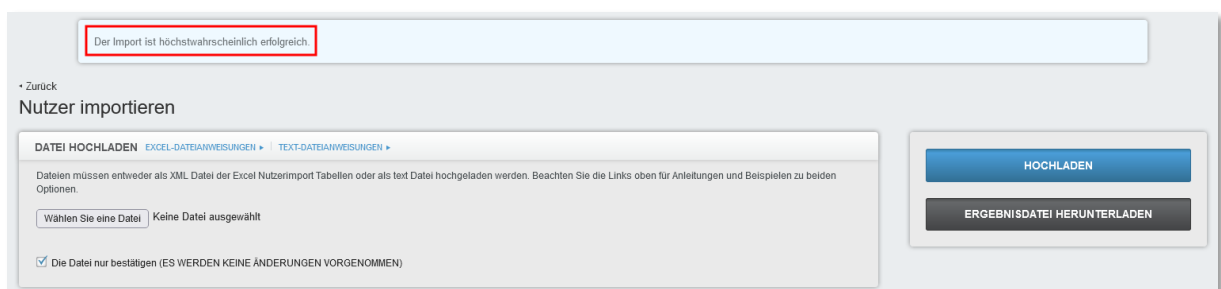 Der Import ist höchstwahrscheinlich erfolgreich.
Zurück
Nutzer importieren
DATEI HOCHLADEN EXCEL-DATEIANWEISUNGEN TEXT-DATEIANWEISUNGEN
Dateien müssen entweder als XML Datei der Excel Nutzerimport Tabellen oder als text Datei hochgeladen werden. Beachten Sie die Links oben für Anleitungen und Beispielen zu beiden
Optionen.
Wählen Sie eine Datei Keine Datei ausgewählt
Die Datei nur bestätigen (ES WERDEN KEINE ÄNDERUNGEN VORGENOMMEN)
HOCHLADEN
ERGEBNISDATEI HERUNTERLADEN